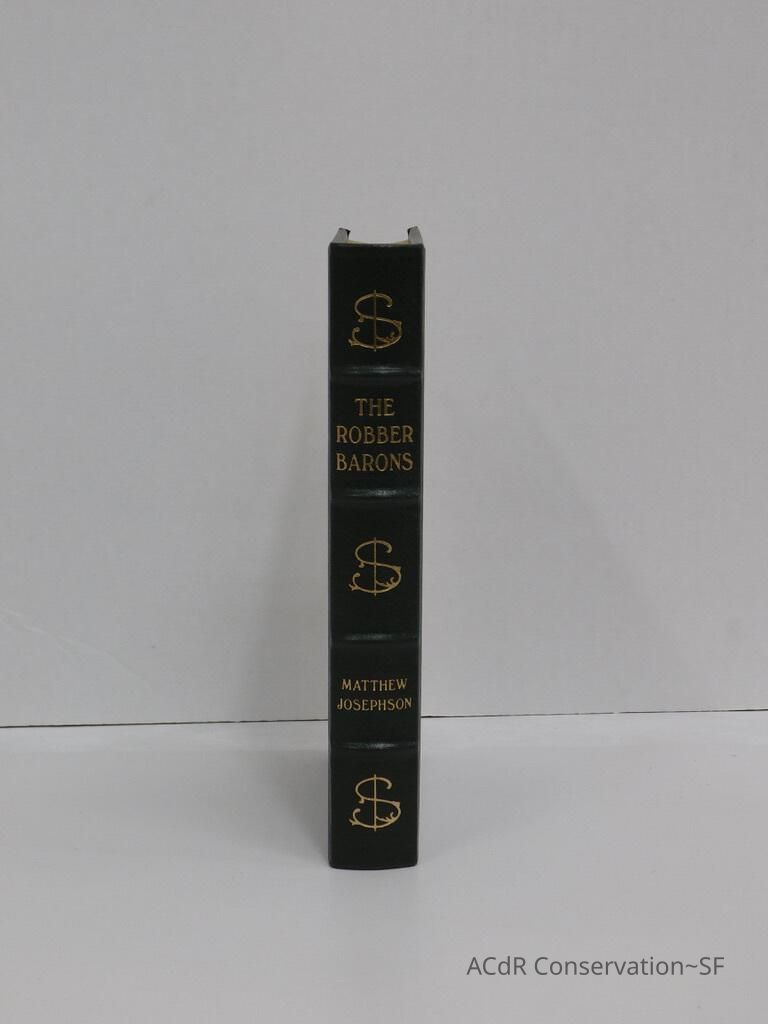 THE
ROBBER
BARONS
MATTHEW
JOSEPHSON
ACdR Conservation~SF